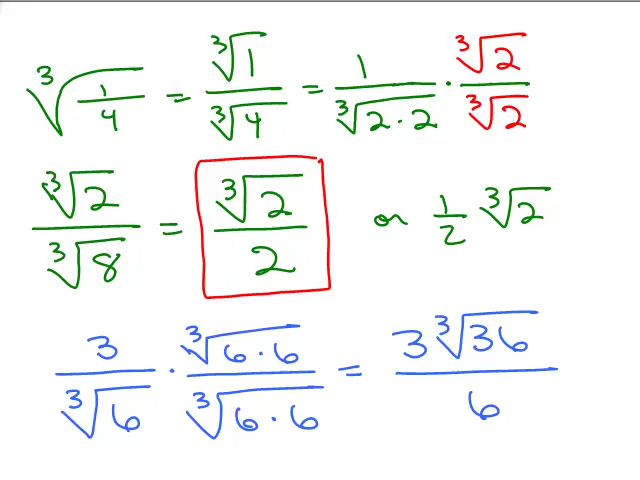 ∛(1/4) = ∛1/∛4 = 1/∛(2·2) · ∛2/∛2
∛2/∛8 = ∛2/2 or 1/2 ∛2
3/∛6 · ∛(6·6)/∛(6·6) = 3∛36/6